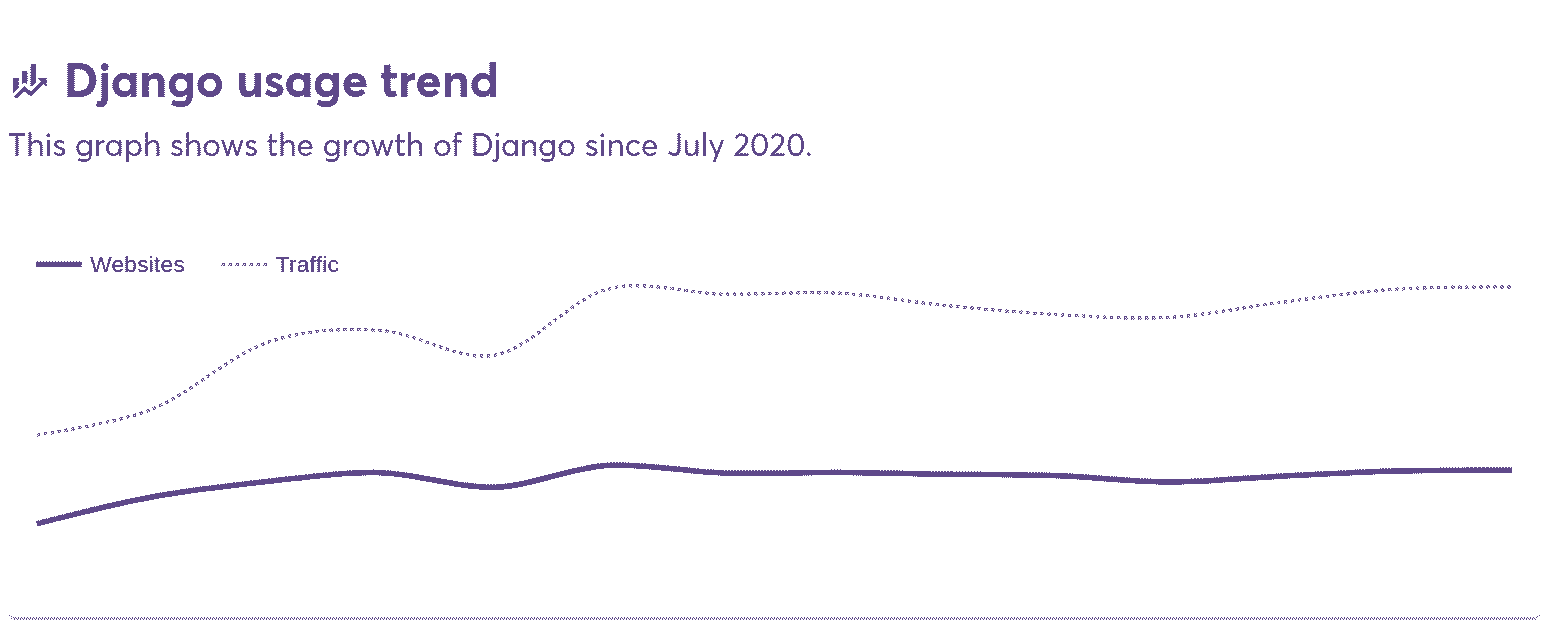 Django usage trend
This graph shows the growth of Django since July 2020.
Websites Traffic